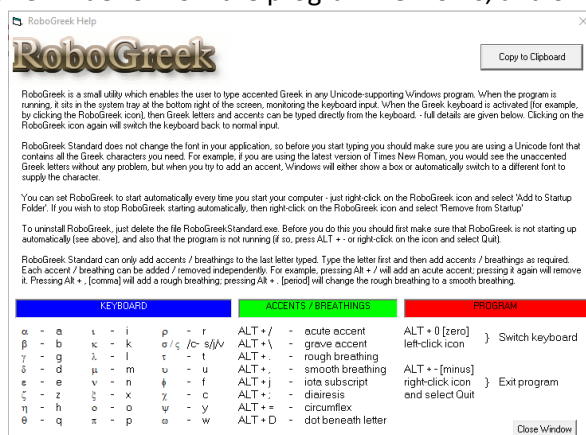 RoboGreek Help
RoboGreek
Copy to Clipboard
RoboGreek is a small utility which enables the user to type accented Greek in any Unicode-supporting Windows program. When the program is
running, it sits in the system tray at the bottom right of the screen, monitoring the keyboard input. When the Greek keyboard is activated (for example,
by clicking the RoboGreek icon), then Greek letters and accents can be typed directly from the keyboard. - full details are given below. Clicking on the
RoboGreek icon again will switch the keyboard back to normal input.
RoboGreek Standard does not change the font in your application, so before you start typing you should make sure you are using a Unicode font that
contains all the Greek characters you need. For example, if you are using the latest version of Times New Roman, you would see the unaccented
Greek letters without any problem, but when you try to add an accent, Windows will either show a box or automatically switch to a different font to
supply the character.
You can set RoboGreek to start automatically every time you start your computer - just right-click on the RoboGreek icon and select 'Add to Startup
Folder'. If you wish to stop RoboGreek starting automatically, then right-click on the RoboGreek icon and select 'Remove from Startup'
To uninstall RoboGreek, just delete the file RoboGreekStandard.exe. Before you do this you should first make sure that RoboGreek is not starting up
automatically (see above), and also that the program is not running (if so, press ALT + - or right-click on the icon and select Quit).
RoboGreek Standard can only add accents / breathings to the last letter typed. Type the letter first and then add accents / breathings as required.
Each accent / breathing can be added / removed independently. For example, pressing Alt + / will add an acute accent; pressing it again will remove
it. Pressing Alt + , [comma] will add a rough breathing; pressing Alt + . [period] will change the rough breathing to a smooth breathing.
KEYBOARD ACCENTS / BREATHINGS PROGRAM
α - a ι - i ρ - r ALT + / - acute accent ALT + 0 [zero]
β - b κ - k σ/ς /c- s/j/v ALT + \ - grave accent left-click icon } Switch keyboard
γ - g λ - l τ - t ALT + . - rough breathing
δ - d μ - m υ - u ALT + , - smooth breathing ALT + - [minus]
ε - e ν - n φ - f ALT + j - iota subscript right-click icon } Exit program
ζ - z ξ - x χ - c ALT + ; - diairesis and select Quit
η - h ο - o ψ - y ALT + = - circumflex
θ - q π - p ω - w ALT + D - dot beneath letter
Close Window